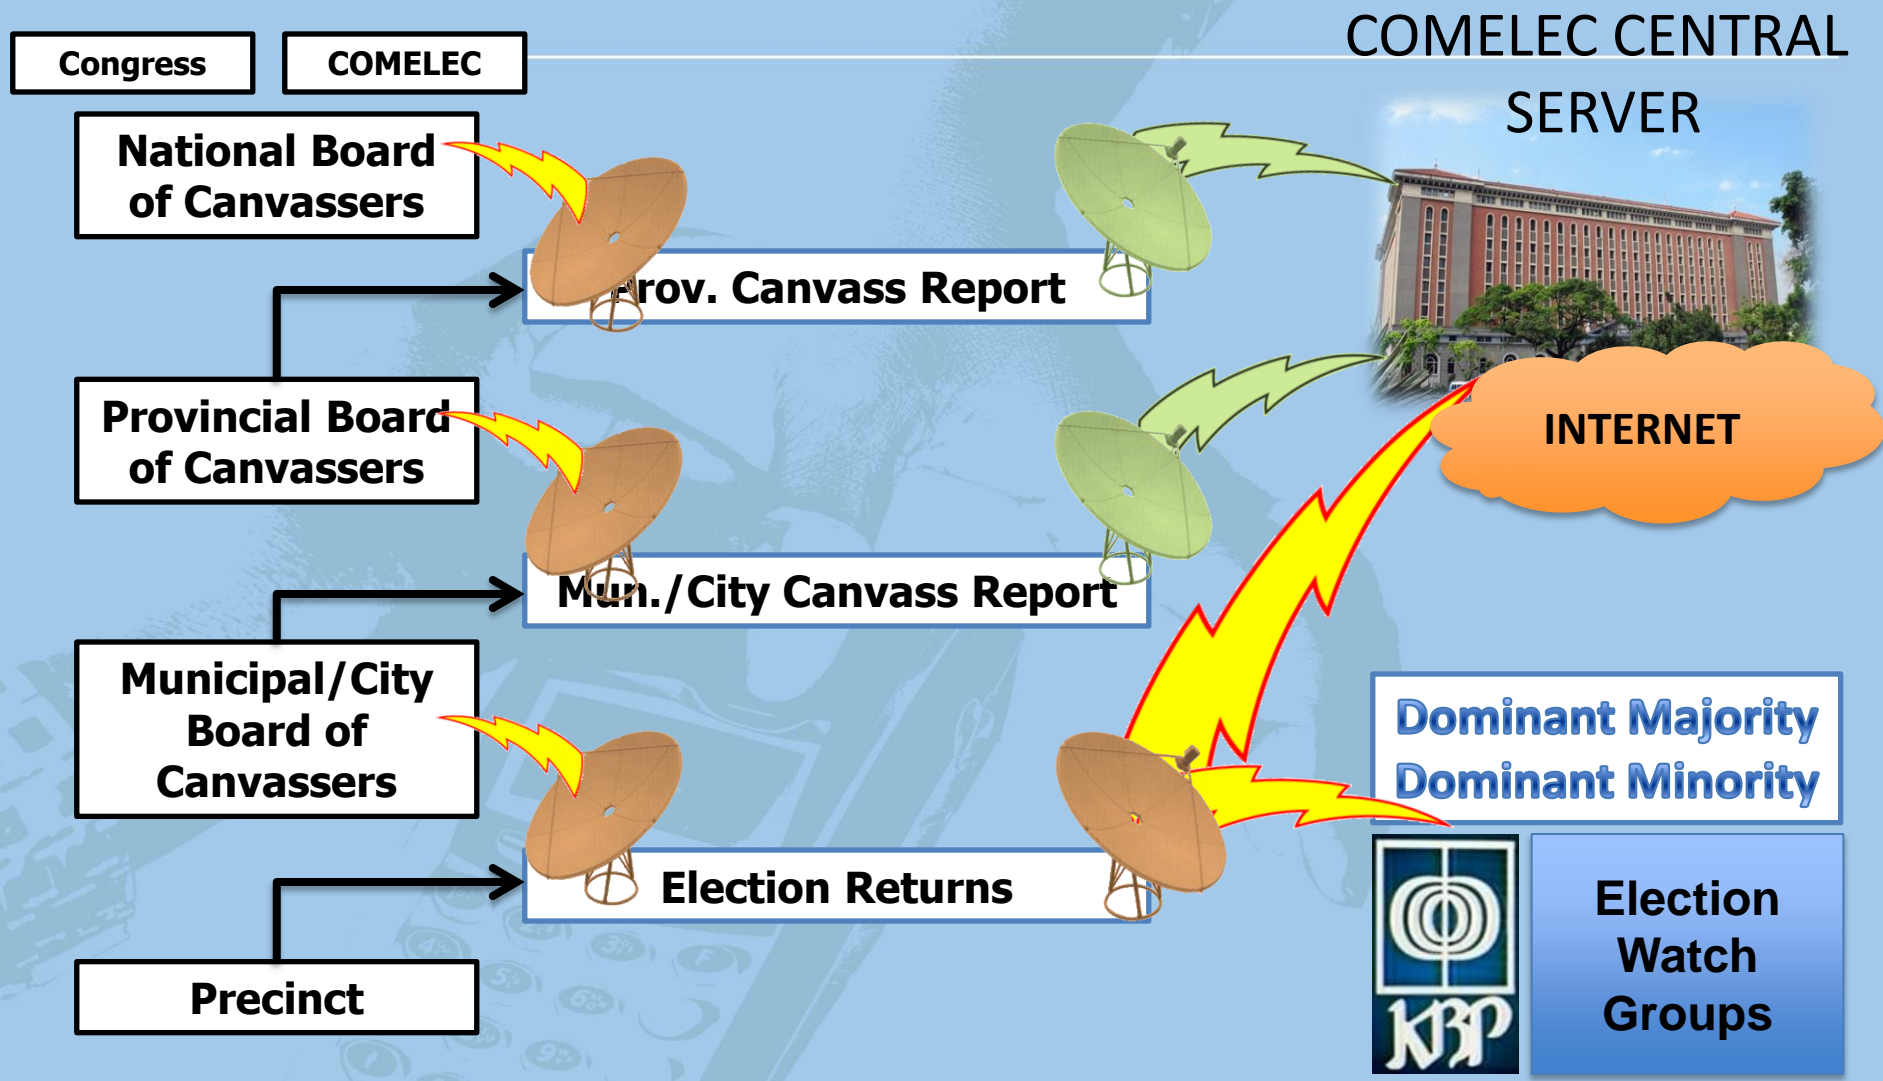 COMELEC CENTRAL
SERVER
Congress
COMELEC
National Board
of Canvassers
Prov. Canvass Report
Provincial Board
of Canvassers
INTERNET
Mun./City Canvass Report
Municipal/City
Board of
Canvassers
Dominant Majority
Dominant Minority
Election Returns
Election
Watch
Groups
KBP
Precinct